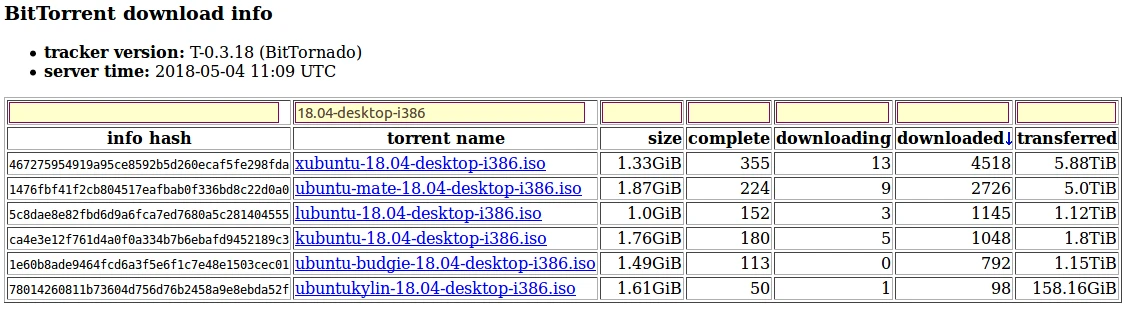 BitTorrent download info
• tracker version: T-0.3.18 (BitTornado)
• server time: 2018-05-04 11:09 UTC
18.04-desktop-i386
info hash torrent name size complete downloading downloaded↓ transferred
467275954919a95ce8592b5d260ecaf5fe298fda xubuntu-18.04-desktop-i386.iso 1.33GiB 355 13 4518 5.88TiB
1476fbf41f2cb804517eafbab0f336bd8c22d0a0 ubuntu-mate-18.04-desktop-i386.iso 1.87GiB 224 9 2726 5.0TiB
5c8dae8e82fbd6d9a6fca7ed7680a5c281404555 lubuntu-18.04-desktop-i386.iso 1.0GiB 152 3 1145 1.12TiB
ca4e3e12f761d4a0f0a334b7b6ebafd9452189c3 kubuntu-18.04-desktop-i386.iso 1.76GiB 180 5 1048 1.8TiB
1e60b8ade9464fcd6a3f5e6f1c7e48e1503cec01 ubuntu-budgie-18.04-desktop-i386.iso 1.49GiB 113 0 792 1.15TiB
78014260811b73604d756d76b2458a9e8ebda52f ubuntukylin-18.04-desktop-i386.iso 1.61GiB 50 1 98 158.16GiB